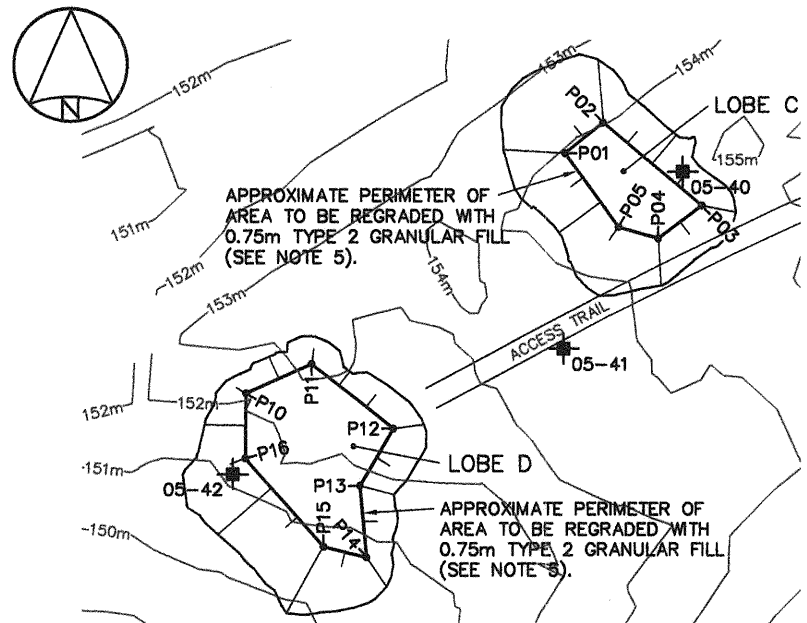 N
152m
153m
154m
P02
LOBE C
P01
155m
05-40
APPROXIMATE PERIMETER OF
AREA TO BE REGRADED WITH
0.75m TYPE 2 GRANULAR FILL
(SEE NOTE 5).
P05
P04
P03
151m
152m
153m
154m
ACCESS TRAIL
05-41
P11
152m
152m
P10
P12
P16
LOBE D
151m
05-42
P13
APPROXIMATE PERIMETER OF
AREA TO BE REGRADED WITH
0.75m TYPE 2 GRANULAR FILL
(SEE NOTE 5).
150m
P15
P14